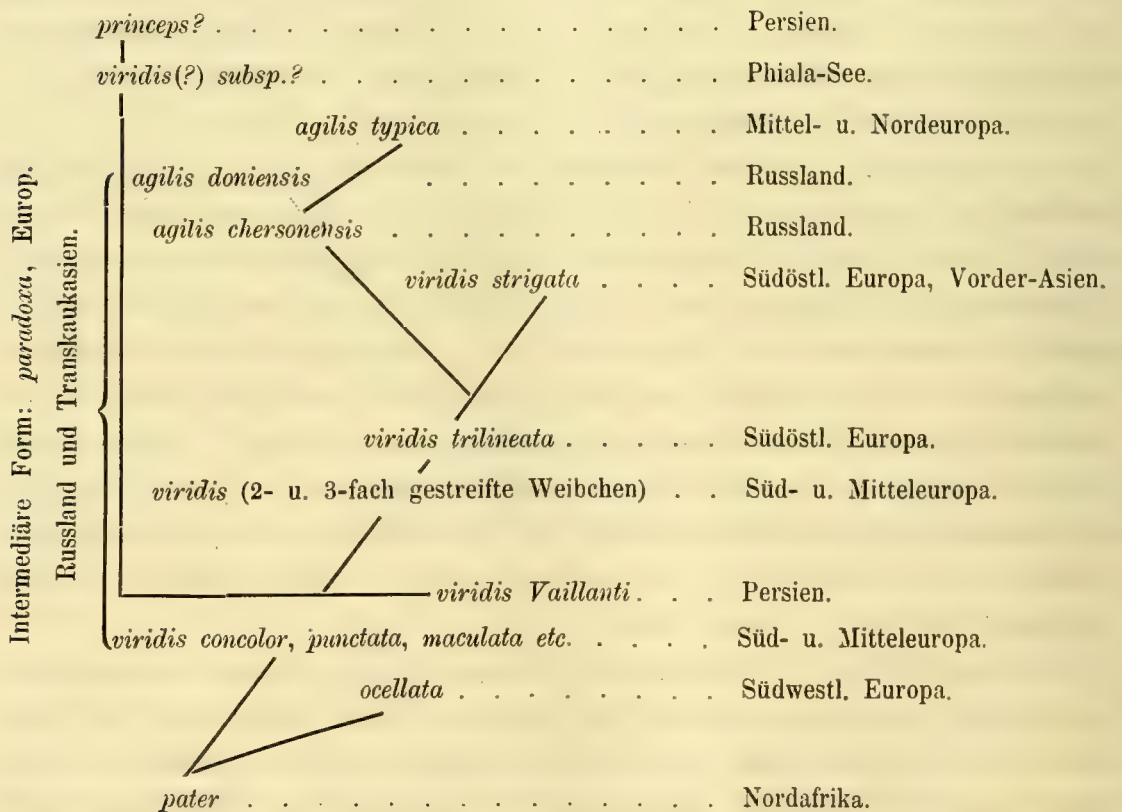 princeps? . . . . . . . . . . . . . . . Persien.
viridis(?) subsp.? . . . . . . . . . . . . Phiala-See.
agilis typica . . . . . . . . Mittel- u. Nordeuropa.
agilis doniensis . . . . . . . . . Russland.
agilis chersonensis . . . . . . . . . . Russland.
viridis strigata . . . . Südöstl. Europa, Vorder-Asien.
viridis trilineata . . . . . Südöstl. Europa.
viridis (2- u. 3-fach gestreifte Weibchen) . . Süd- u. Mitteleuropa.
viridis Vaillanti . . . Persien.
viridis concolor, punctata, maculata etc. . . . . Süd- u. Mitteleuropa.
ocellata . . . . . . . . Südwestl. Europa.
pater . . . . . . . . . . . . . . Nordafrika.
Intermediäre Form: paradoxa, Europ.
Russland und Transkaukasien.